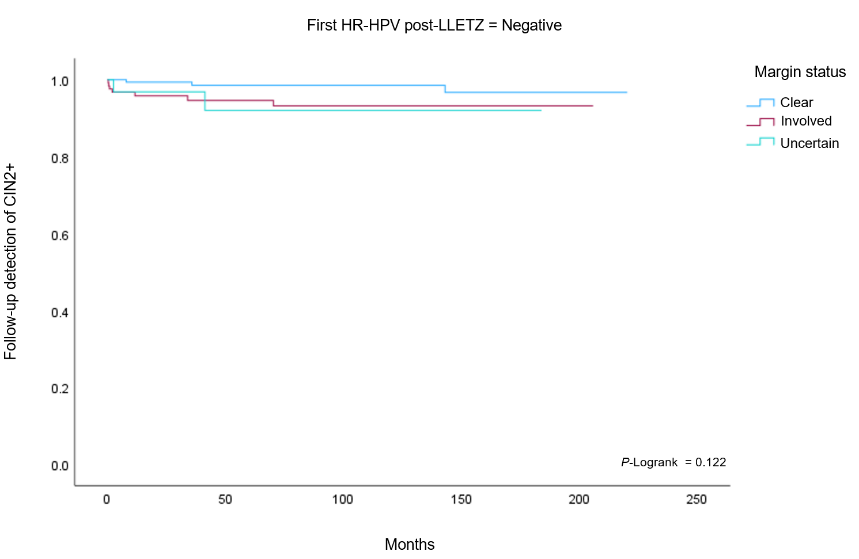 First HR-HPV post-LLETZ = Negative
Margin status
Clear
Involved
Uncertain
Follow-up detection of CIN2+
1.0
0.8
0.6
0.4
0.2
0.0
P-Logrank = 0.122
0 50 100 150 200 250
Months